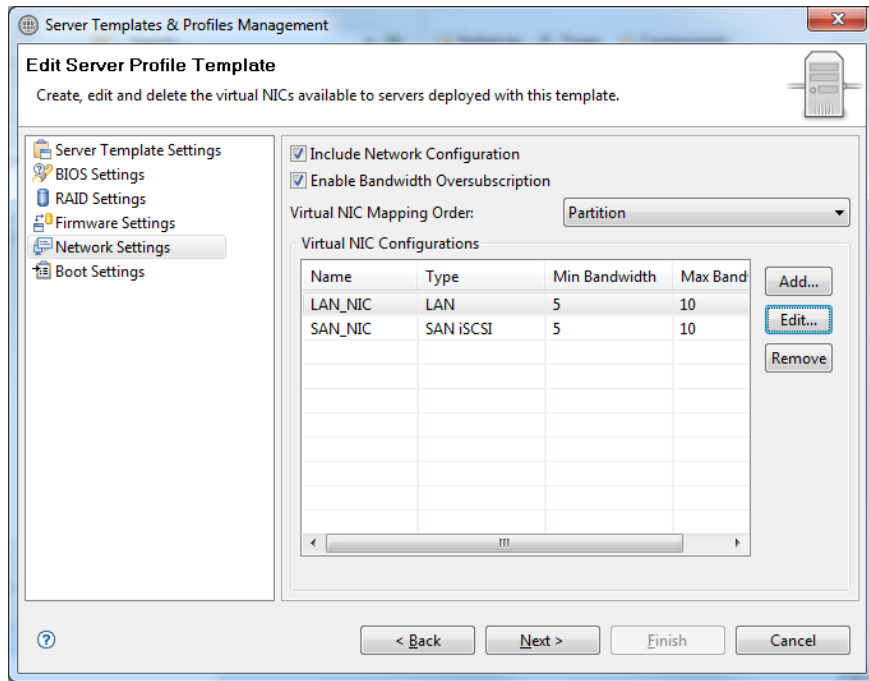 Server Templates & Profiles Management
Edit Server Profile Template
Create, edit and delete the virtual NICs available to servers deployed with this template.
Server Template Settings
BIOS Settings
RAID Settings
Firmware Settings
Network Settings
Boot Settings
Include Network Configuration
Enable Bandwidth Oversubscription
Virtual NIC Mapping Order: Partition
Virtual NIC Configurations
Name Type Min Bandwidth Max Band
LAN_NIC LAN 5 10
SAN_NIC SAN iSCSI 5 10
Add...
Edit...
Remove
< Back Next > Finish Cancel